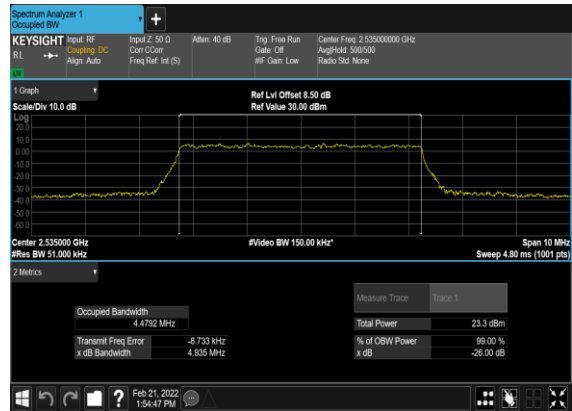 Spectrum Analyzer 1
Occupied BW
KEYSIGHT Input: RF Input Z: 50 Ω Atten: 40 dB Trig: Free Run Center Freq: 2.535000000 GHz
R L Coupling: DC Corr CCorr Gate: Off Avg|Hold: 500/500
Align: Auto Freq Ref: Int (S) #IF Gain: Low Radio Std: None
1 Graph
Ref Lvl Offset 8.50 dB
Scale/Div 10.0 dB Ref Value 30.00 dBm
Log
20.0
10.0
0.00
-10.0
-20.0
-30.0
-40.0
-50.0
-60.0
Center 2.535000 GHz #Video BW 150.00 kHz* Span 10 MHz
#Res BW 51.000 kHz Sweep 4.80 ms (1001 pts)
2 Metrics
Measure Trace Trace 1
Occupied Bandwidth
4.4792 MHz Total Power 23.3 dBm
Transmit Freq Error -8.733 kHz % of OBW Power 99.00 %
x dB Bandwidth 4.935 MHz x dB -26.00 dB
? Feb 21, 2022
1:54:47 PM